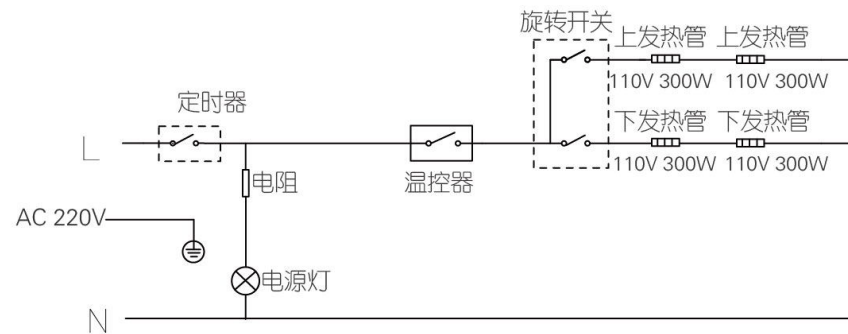 旋转开关
上发热管 上发热管
110V 300W 110V 300W
定时器
下发热管 下发热管
L
110V 300W 110V 300W
电阻
温控器
AC 220V
电源灯
N